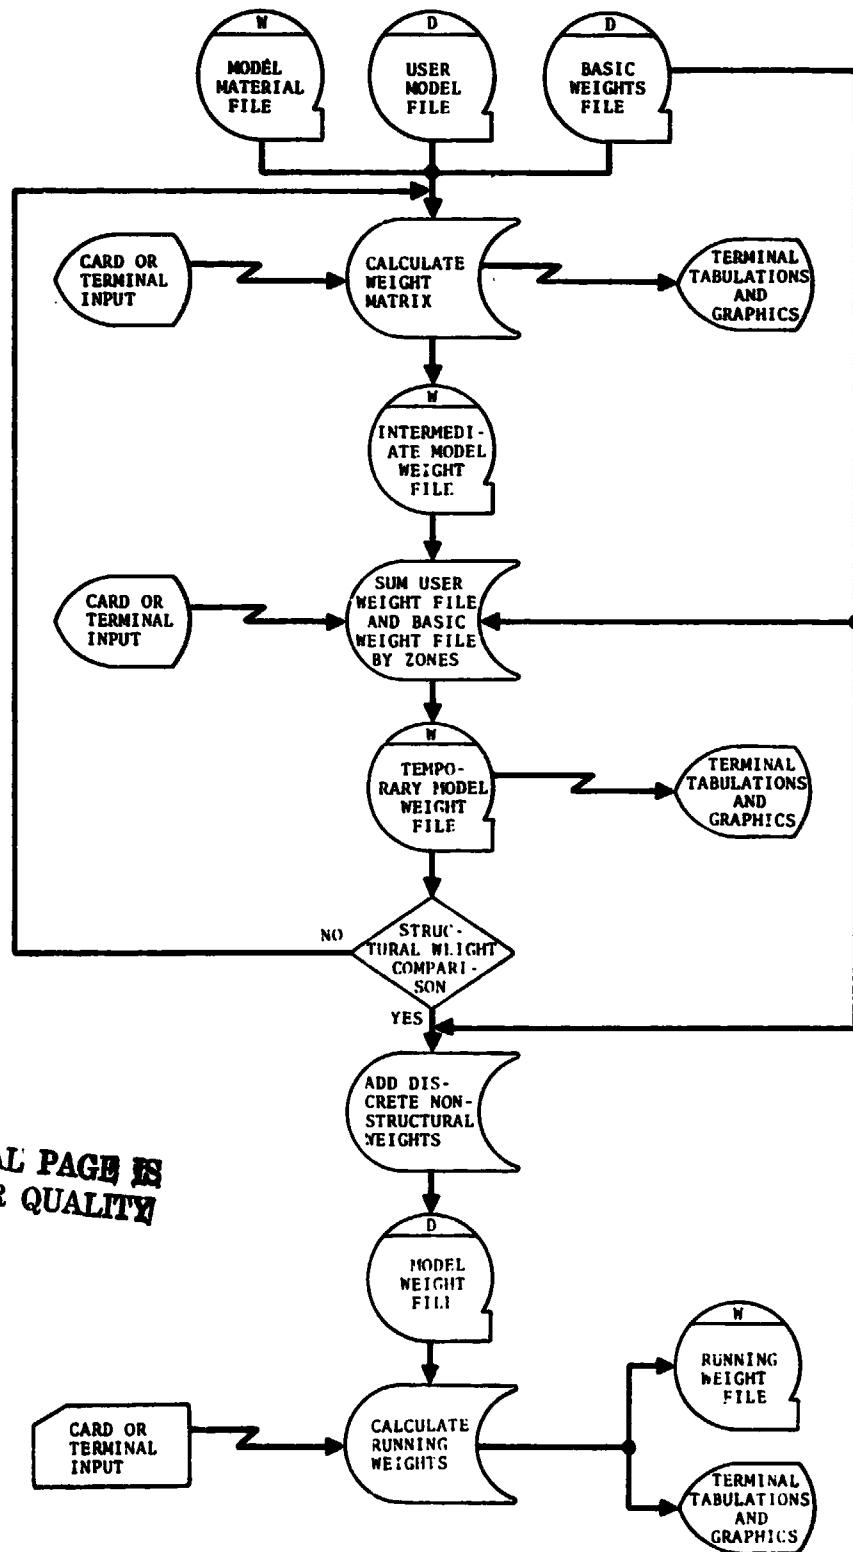 W
MODEL
MATERIAL
FILE
D
USER
MODEL
FILE
D
BASIC
WEIGHTS
FILE
CARD OR
TERMINAL
INPUT
CALCULATE
WEIGHT
MATRIX
TERMINAL
TABULATIONS
AND
GRAPHICS
W
INTERMEDI-
ATE MODEL
WEIGHT
FILE
CARD OR
TERMINAL
INPUT
SUM USER
WEIGHT FILE
AND BASIC
WEIGHT FILE
BY ZONES
W
TEMPO-
RARY MODEL
WEIGHT
FILE
TERMINAL
TABULATIONS
AND
GRAPHICS
NO
STRUC-
TURAL WEIGHT
COMPARI-
SON
YES
ADD DIS-
CRETE NON-
STRUCTURAL
WEIGHTS
AL PAGE IS
R QUALITY
D
MODEL
WEIGHT
FILE
W
RUNNING
WEIGHT
FILE
CARD OR
TERMINAL
INPUT
CALCULATE
RUNNING
WEIGHTS
TERMINAL
TABULATIONS
AND
GRAPHICS